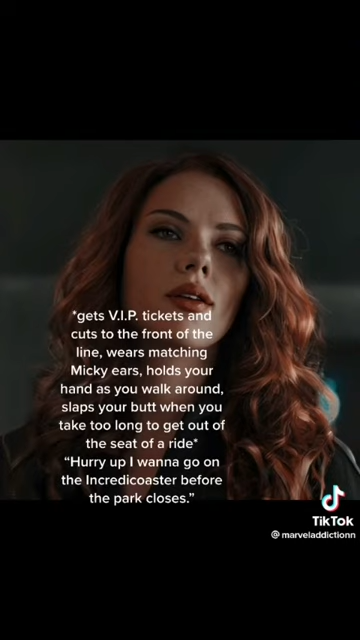 *gets V.I.P. tickets and
cuts to the front of the
line, wears matching
Micky ears, holds your
hand as you walk around,
slaps your butt when you
take too long to get out of
the seat of a ride*
“Hurry up I wanna go on
the Incredicoaster before
the park closes.”
TikTok
@marveladdictionn